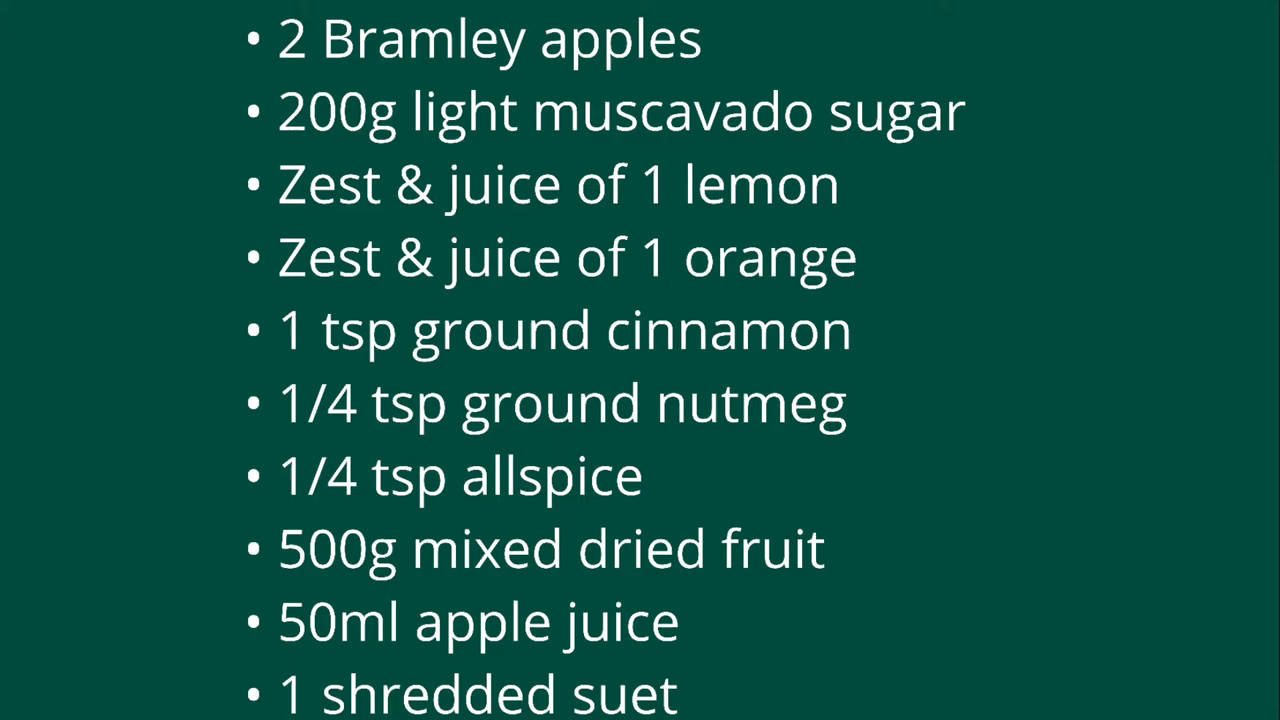 • 2 Bramley apples
• 200g light muscavado sugar
• Zest & juice of 1 lemon
• Zest & juice of 1 orange
• 1 tsp ground cinnamon
• 1/4 tsp ground nutmeg
• 1/4 tsp allspice
• 500g mixed dried fruit
• 50ml apple juice
• 1 shredded suet